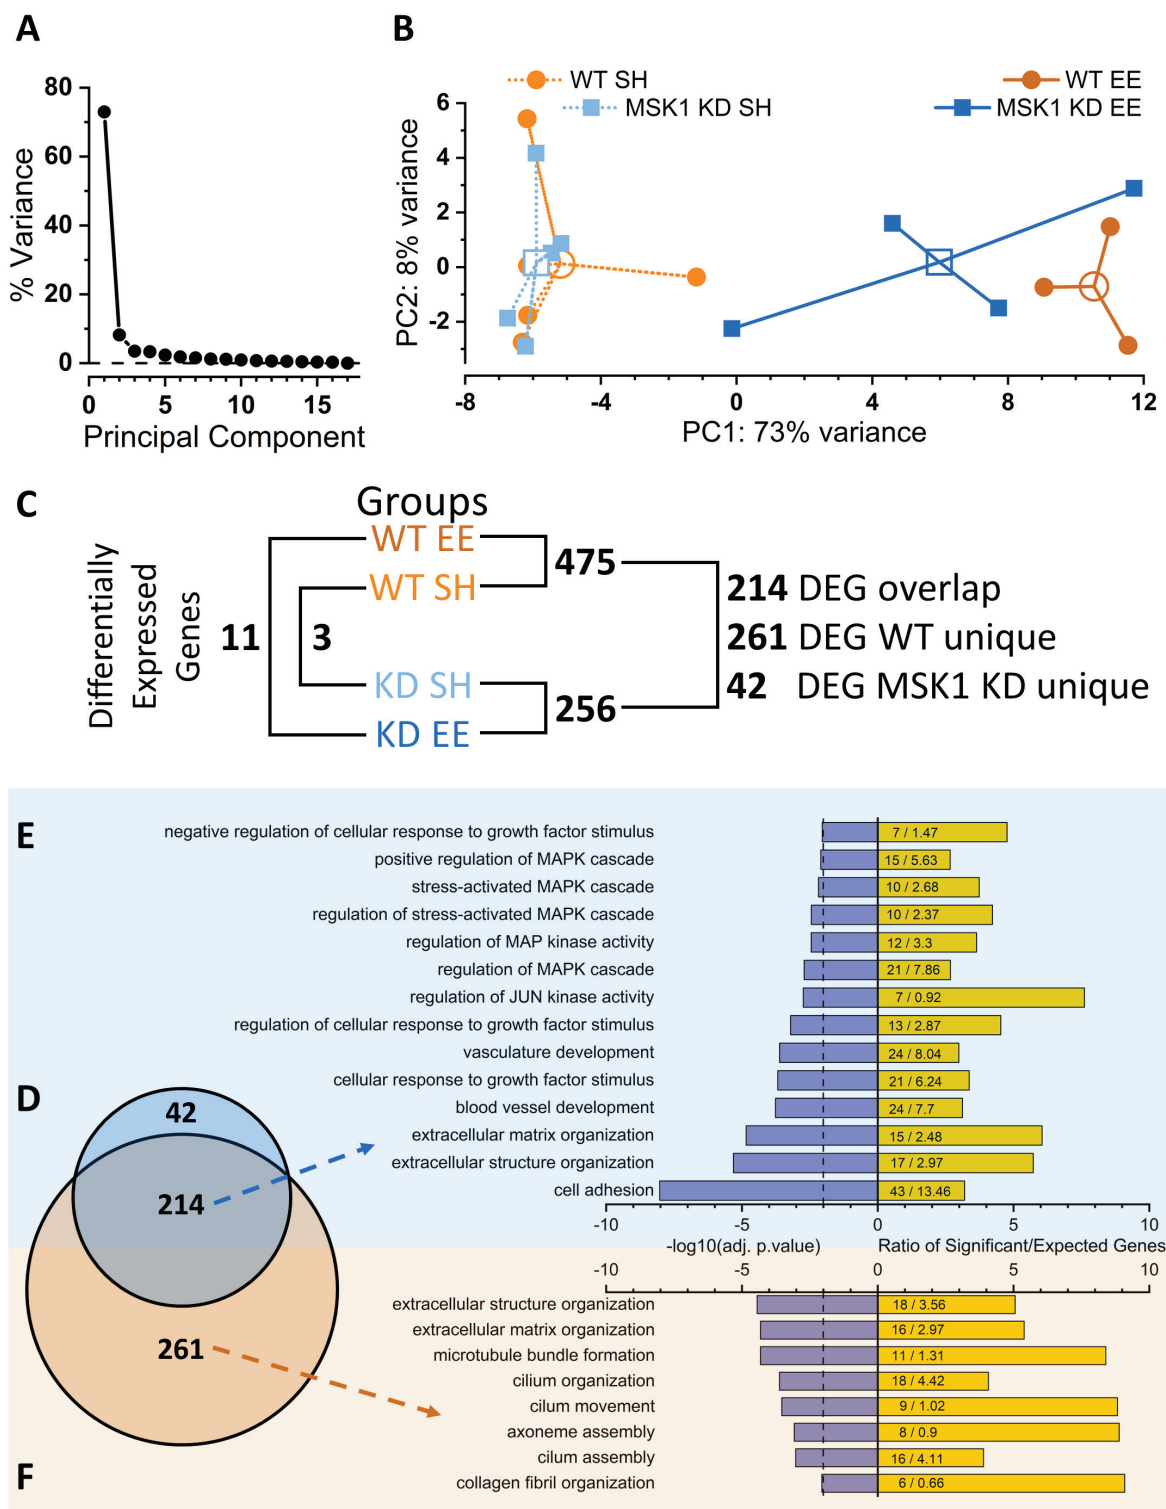 A
B
80
60
40
20
0
% Variance
0
5
10
15
Principal Component
WT SH
MSK1 KD SH
WT EE
MSK1 KD EE
6
4
2
0
-2
PC2: 8% variance
-8
-4
0
4
8
12
PC1: 73% variance
C
Groups
Differentially
Expressed
Genes
11
3
WT EE
WT SH
KD SH
KD EE
475
256
214 DEG overlap
261 DEG WT unique
42 DEG MSK1 KD unique
E
negative regulation of cellular response to growth factor stimulus 7 / 1.47
positive regulation of MAPK cascade 15 / 5.63
stress-activated MAPK cascade 10 / 2.68
regulation of stress-activated MAPK cascade 10 / 2.37
regulation of MAP kinase activity 12 / 3.3
regulation of MAPK cascade 21 / 7.86
regulation of JUN kinase activity 7 / 0.92
regulation of cellular response to growth factor stimulus 13 / 2.87
vasculature development 24 / 8.04
cellular response to growth factor stimulus 21 / 6.24
blood vessel development 24 / 7.7
extracellular matrix organization 15 / 2.48
extracellular structure organization 17 / 2.97
cell adhesion 43 / 13.46
-10 -5 0 5 10
-log10(adj. p.value) Ratio of Significant/Expected Genes
D
42
214
261
-10 -5 0 5 10
extracellular structure organization 18 / 3.56
extracellular matrix organization 16 / 2.97
microtubule bundle formation 11 / 1.31
cilium organization 18 / 4.42
cilum movement 9 / 1.02
axoneme assembly 8 / 0.9
cilum assembly 16 / 4.11
collagen fibril organization 6 / 0.66
F